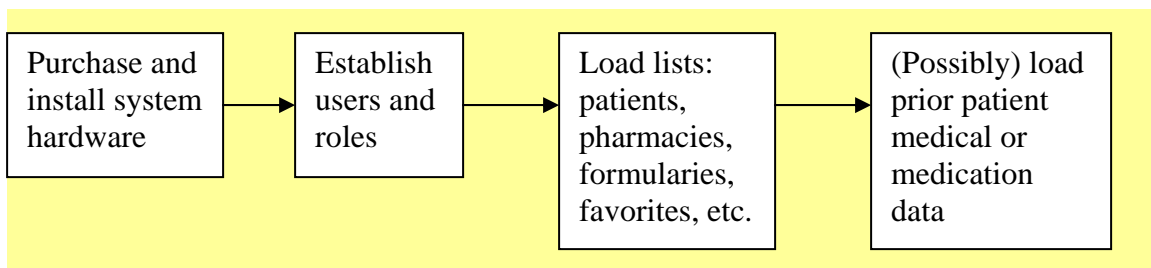 Purchase and
install system
hardware
Establish
users and
roles
Load lists:
patients,
pharmacies,
formularies,
favorites, etc.
(Possibly) load
prior patient
medical or
medication
data